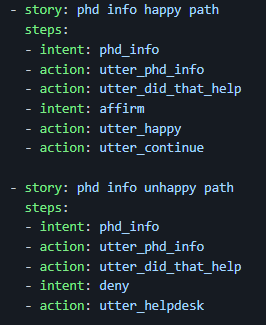 - story: phd info happy path
  steps:
  - intent: phd_info
  - action: utter_phd_info
  - action: utter_did_that_help
  - intent: affirm
  - action: utter_happy
  - action: utter_continue

- story: phd info unhappy path
  steps:
  - intent: phd_info
  - action: utter_phd_info
  - action: utter_did_that_help
  - intent: deny
  - action: utter_helpdesk